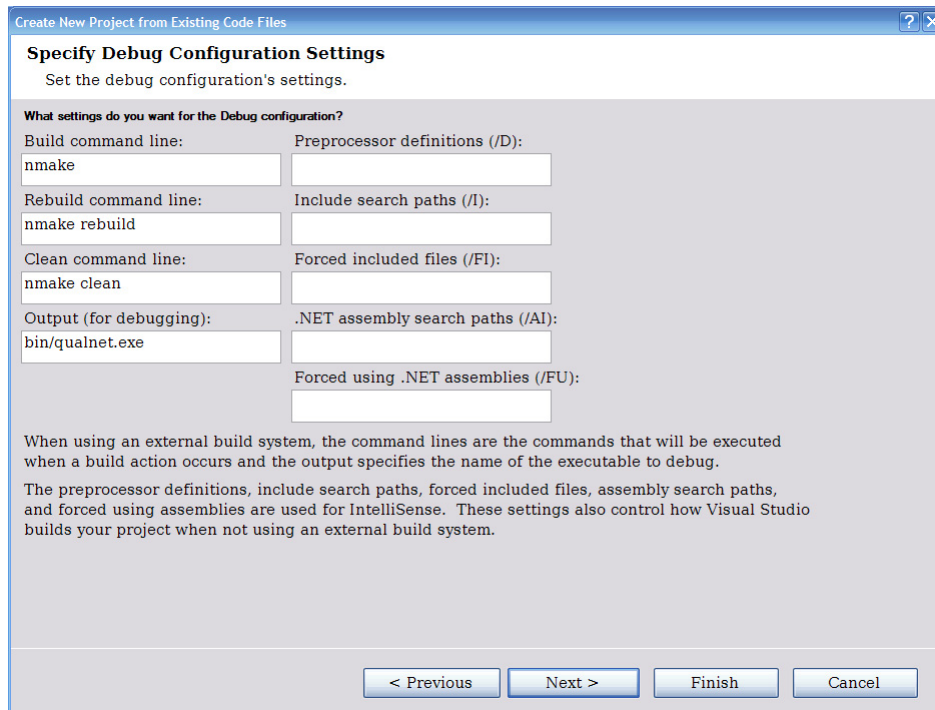 Create New Project from Existing Code Files
Specify Debug Configuration Settings
Set the debug configuration's settings.
What settings do you want for the Debug configuration?
Build command line:
nmake
Preprocessor definitions (/D):
Rebuild command line:
nmake rebuild
Include search paths (/I):
Clean command line:
nmake clean
Forced included files (/FI):
Output (for debugging):
bin/qualnet.exe
.NET assembly search paths (/AI):
Forced using .NET assemblies (/FU):
When using an external build system, the command lines are the commands that will be executed
when a build action occurs and the output specifies the name of the executable to debug.
The preprocessor definitions, include search paths, forced included files, assembly search paths,
and forced using assemblies are used for IntelliSense.  These settings also control how Visual Studio
builds your project when not using an external build system.
< Previous
Next >
Finish
Cancel